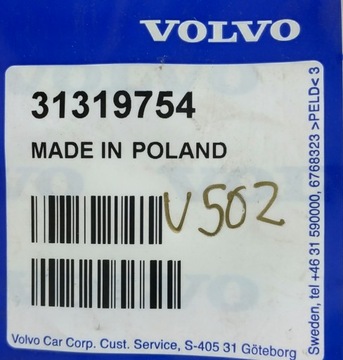 VOLVO
31319754
MADE IN POLAND
V502
Volvo Car Corp. Cust. Service, S-405 31 Göteborg
Sweden, tel +46 31 590000, 6768323 >PELD< 3